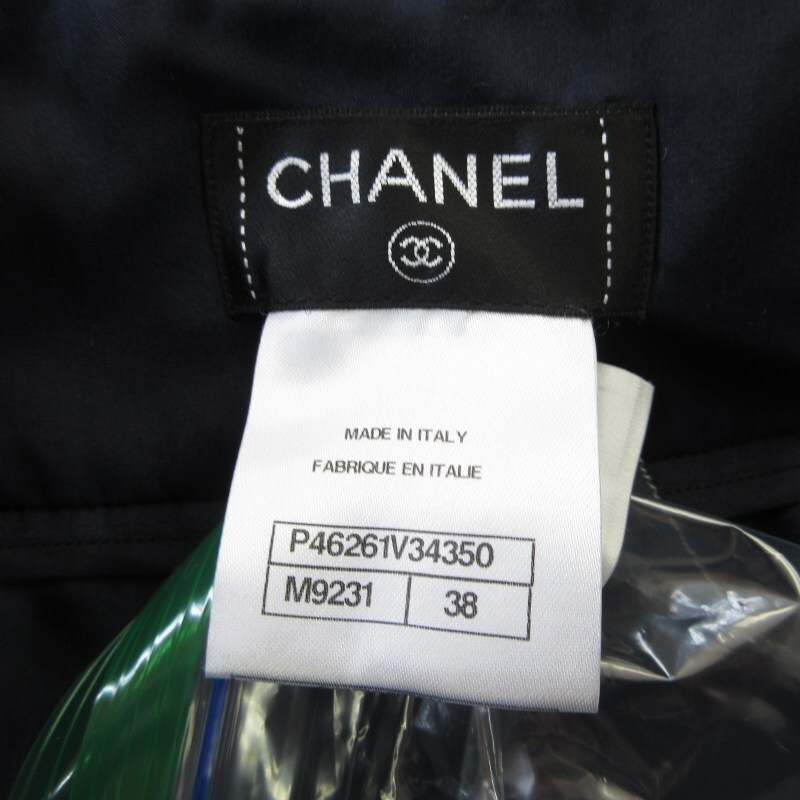 CHANEL
MADE IN ITALY
FABRIQUE EN ITALIE
P46261V34350
M9231 38